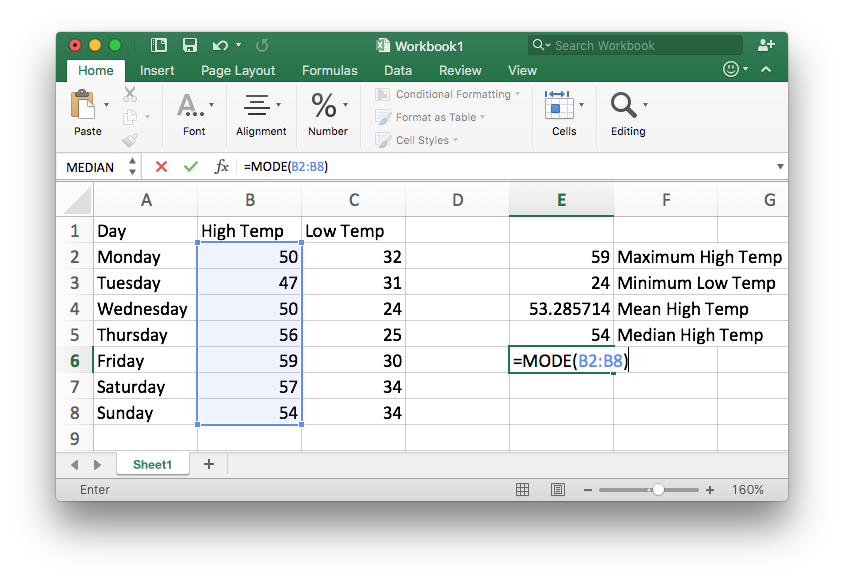 Workbook1
Search Workbook
Home Insert Page Layout Formulas Data Review View
Paste
Font
Alignment
%
Number
Conditional Formatting
Format as Table
Cell Styles
Cells
Editing
MEDIAN fx =MODE(B2:B8)
A B C D E F G
1 Day High Temp Low Temp
2 Monday 50 32 59 Maximum High Temp
3 Tuesday 47 31 24 Minimum Low Temp
4 Wednesday 50 24 53.285714 Mean High Temp
5 Thursday 56 25 54 Median High Temp
6 Friday 59 30 =MODE(B2:B8)
7 Saturday 57 34
8 Sunday 54 34
9
Sheet1 +
Enter − + 160%